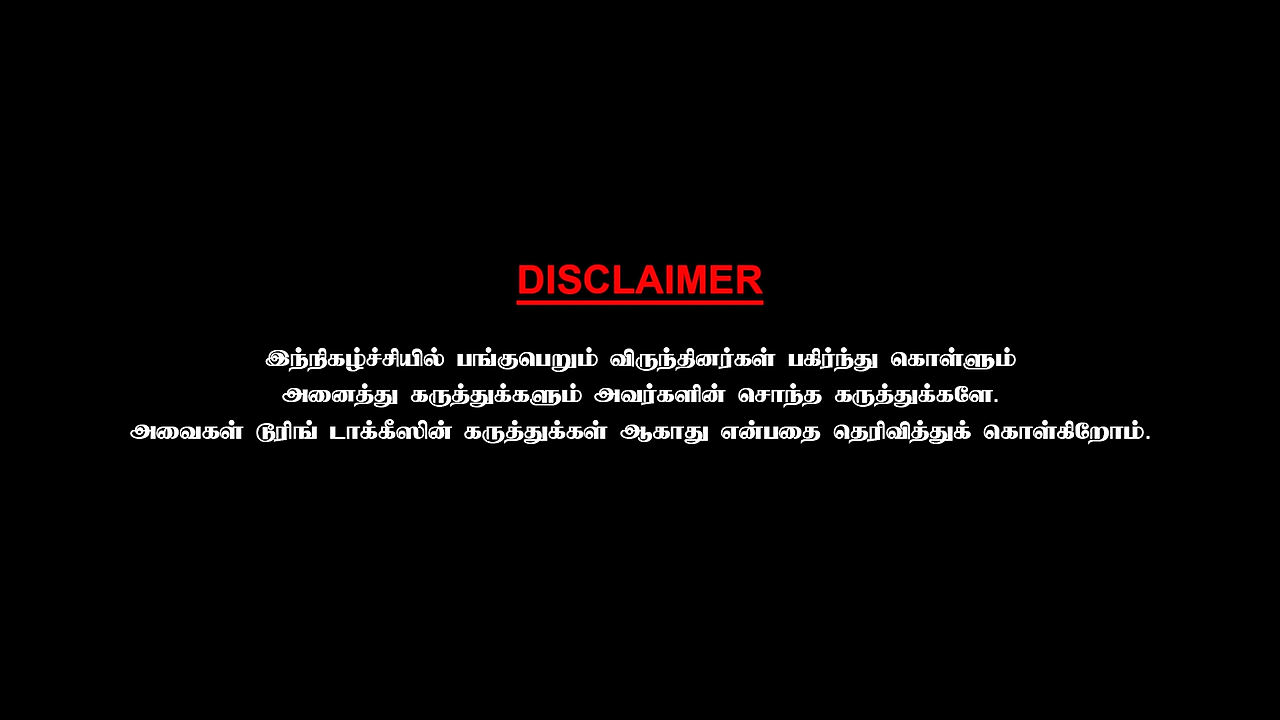 DISCLAIMER
இந்நிகழ்ச்சியில் பங்குபெறும் விருந்தினர்கள் பகிர்ந்து கொள்ளும்
அனைத்து கருத்துக்களும் அவர்களின் சொந்த கருத்துக்களே.
அவைகள் டூரிங் டாக்கீஸின் கருத்துக்கள் ஆகாது என்பதை தெரிவித்துக் கொள்கிறோம்.